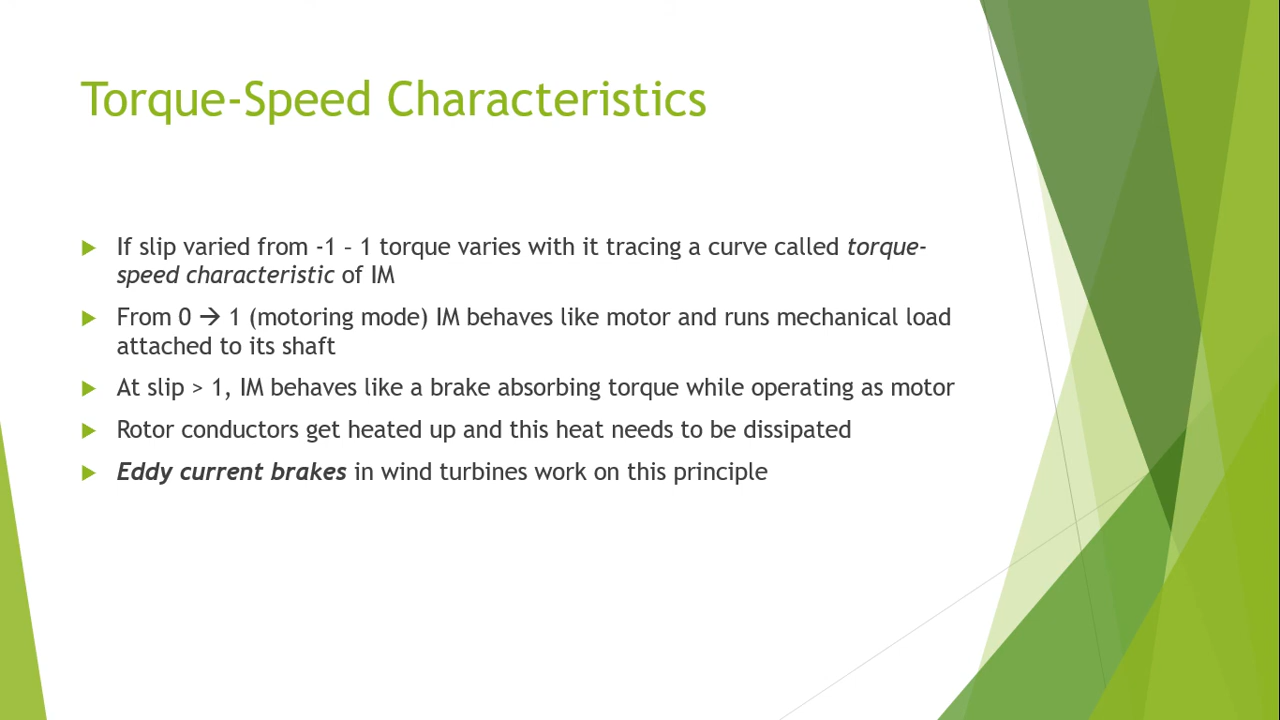 Torque-Speed Characteristics
If slip varied from -1 – 1 torque varies with it tracing a curve called torque-
speed characteristic of IM
From 0 → 1 (motoring mode) IM behaves like motor and runs mechanical load
attached to its shaft
At slip > 1, IM behaves like a brake absorbing torque while operating as motor
Rotor conductors get heated up and this heat needs to be dissipated
Eddy current brakes in wind turbines work on this principle